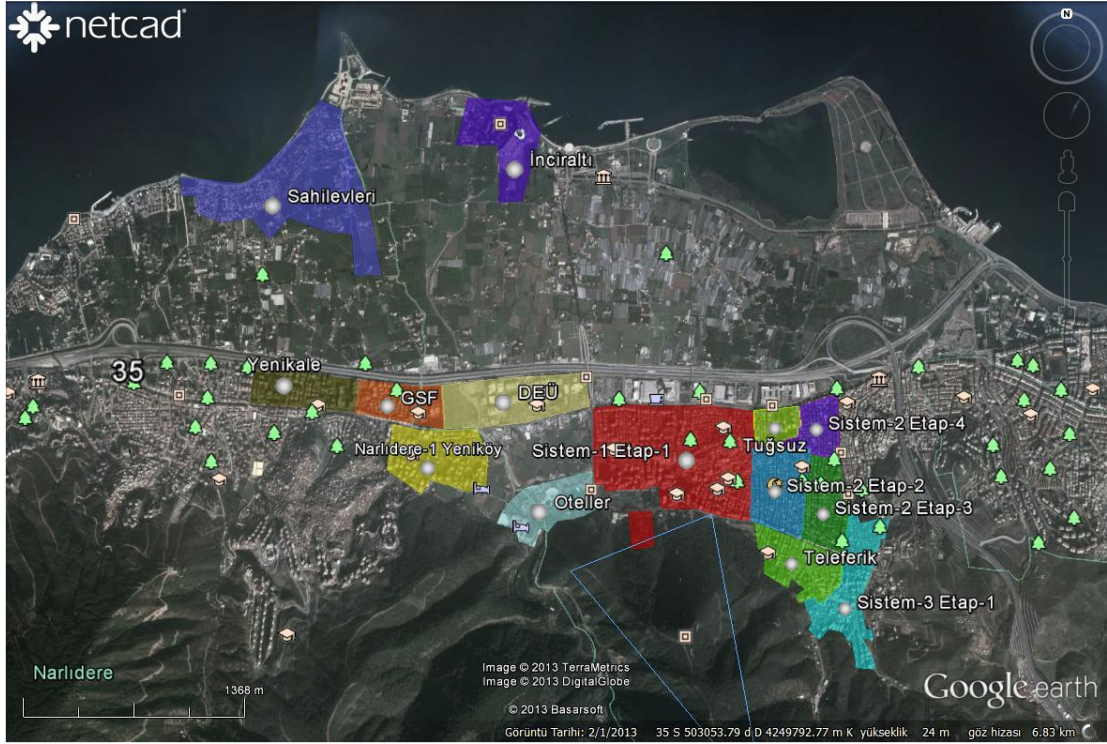 netcad
N
İnciraltı
Sahilevleri
35
Yenikale
GSF
DEÜ
Sistem-2 Etap-4
Tuğsuz
Narlıdere-1 Yeniköy
Sistem-1 Etap-1
Sistem-2 Etap-2
Oteller
Sistem-2 Etap-3
Teleferik
Sistem-3 Etap-1
Narlıdere
1368 m
Image © 2013 TerraMetrics
Image © 2013 DigitalGlobe
© 2013 Basarsoft
Google earth
Görüntü Tarihi: 2/1/2013 35 S 503053.79 d D 4249792.77 m K yükseklik 24 m göz hizası 6.83 km